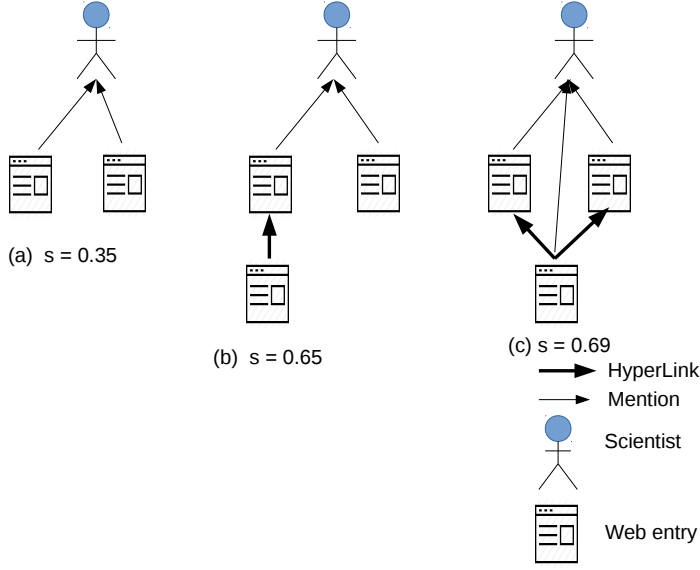 (a) s = 0.35
(b) s = 0.65
(c) s = 0.69
HyperLink
Mention
Scientist
Web entry